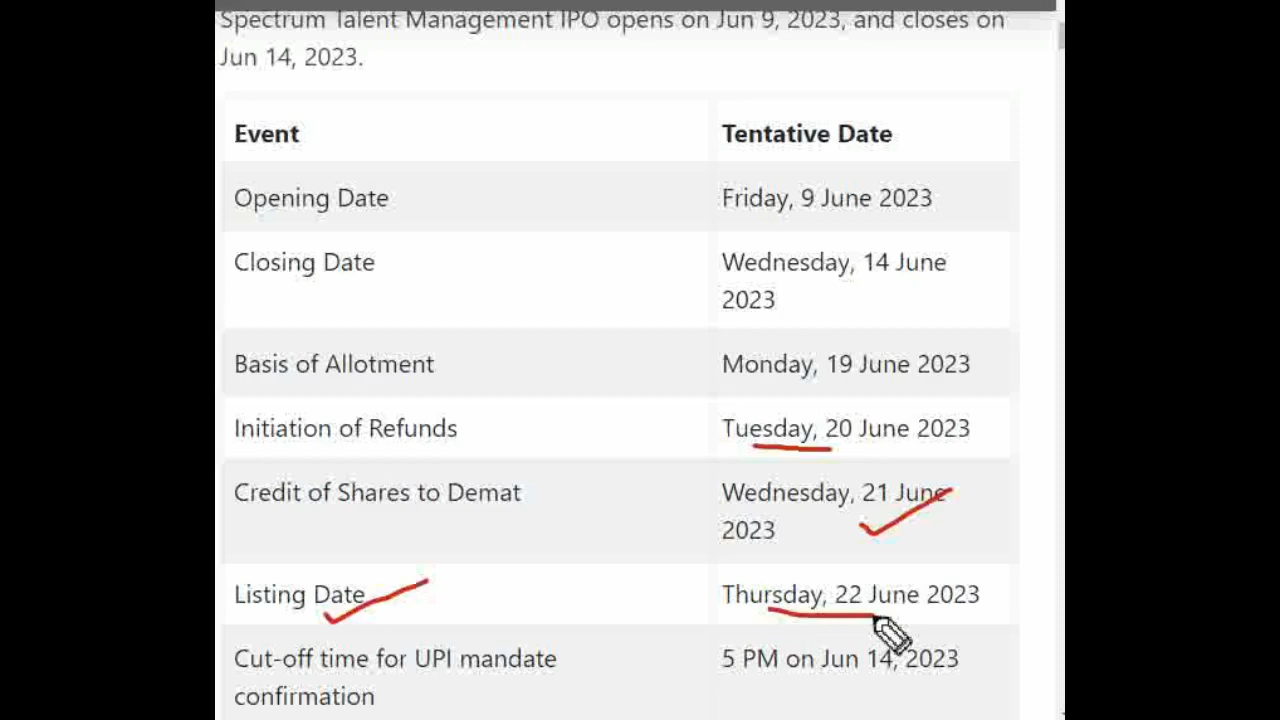 Spectrum Talent Management IPO opens on Jun 9, 2023, and closes on
Jun 14, 2023.
Event Tentative Date
Opening Date Friday, 9 June 2023
Closing Date Wednesday, 14 June
2023
Basis of Allotment Monday, 19 June 2023
Initiation of Refunds Tuesday, 20 June 2023
Credit of Shares to Demat Wednesday, 21 June
2023
Listing Date Thursday, 22 June 2023
Cut-off time for UPI mandate 5 PM on Jun 14, 2023
confirmation